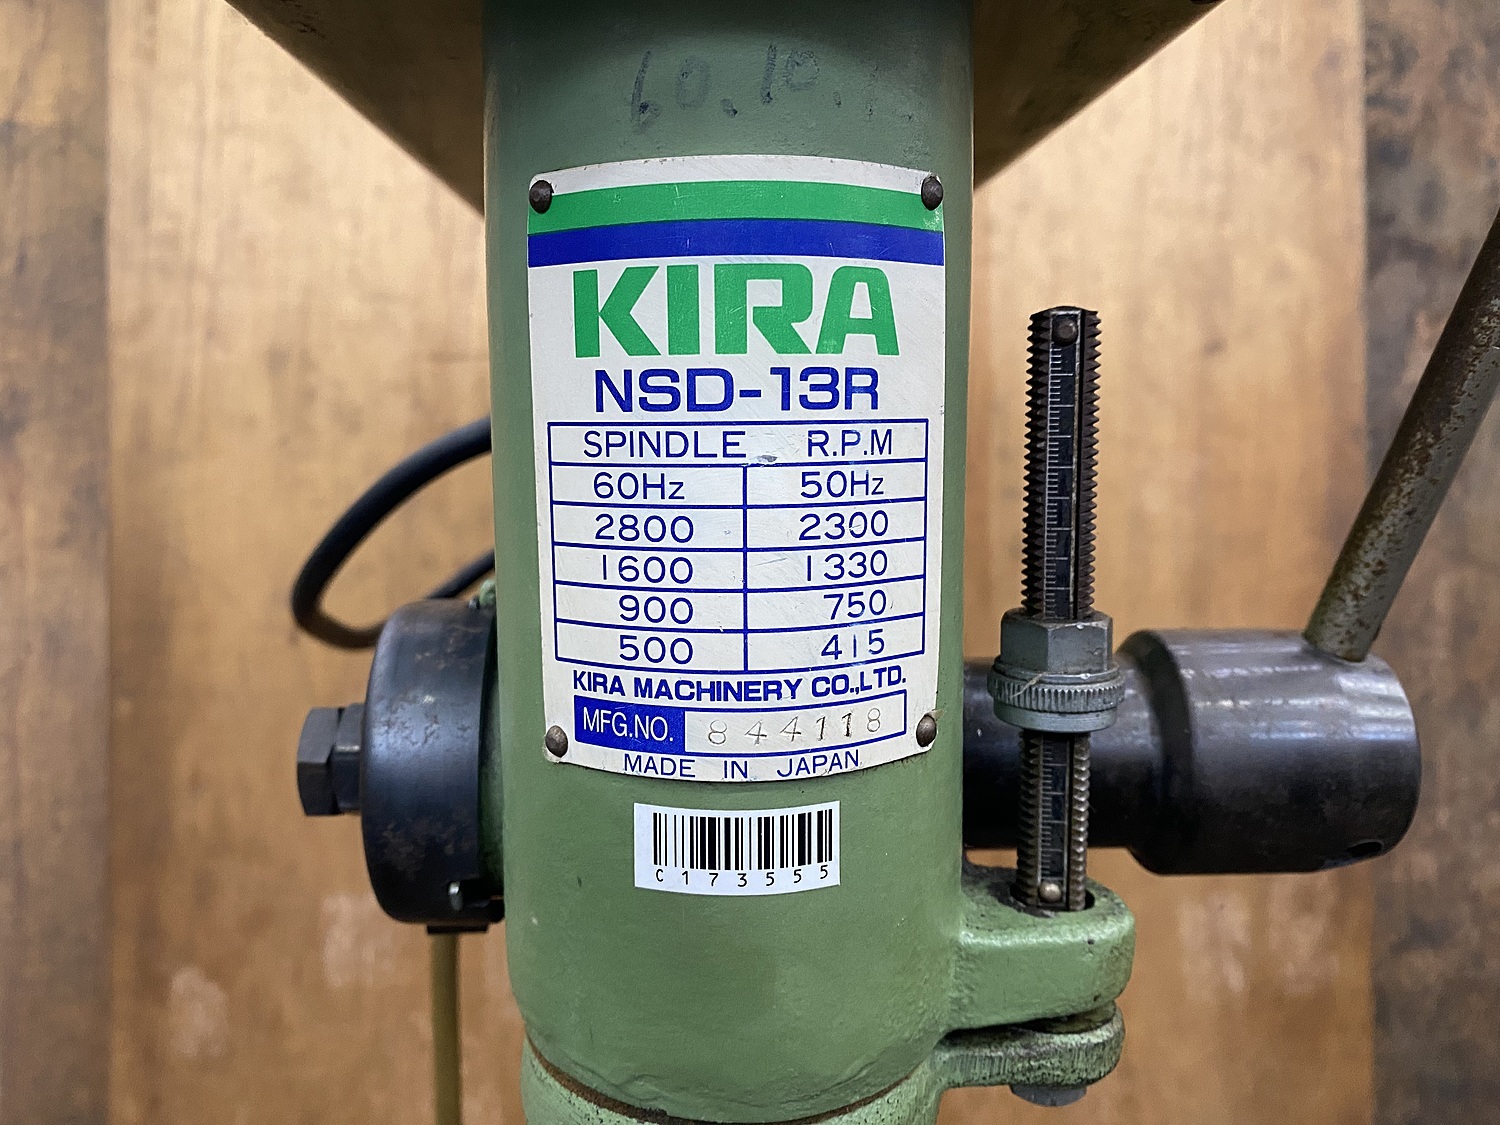 60.10.
KIRA
NSD-13R
SPINDLE R.P.M
60Hz 50Hz
2800 2300
1600 1330
900 750
500 415
KIRA MACHINERY CO.,LTD.
MFG.NO. 844118
MADE IN JAPAN
C173555